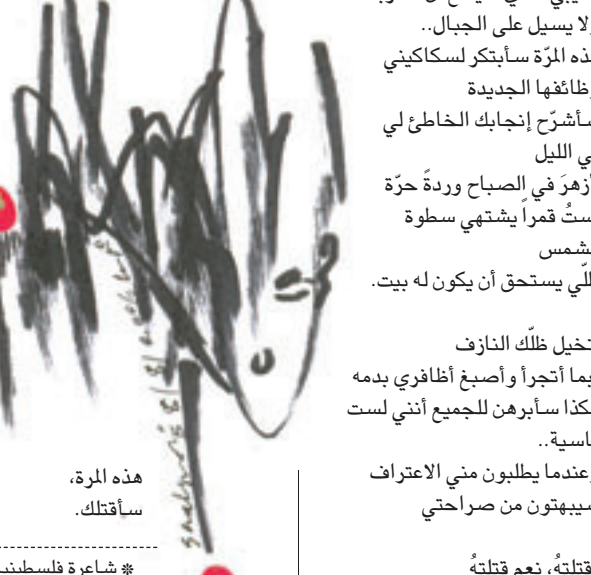 ولا يسيل على الجبال..
هذه المرّة سأبتكر لسكاكيني
وظائفها الجديدة
سأشرّح إنجابك الخاطئ لي
في الليل
لأزهرَ في الصباح وردةً حرّة
لستُ قمراً يشتهي سطوة
الشمس
ظلّي يستحق أن يكون له بيت.
أتخيل ظلّك النازف
ربما أتجرأ وأصبغ أظافري بدمه
هكذا سأبرهن للجميع أنني لست
قاسية..
وعندما يطلبون مني الاعتراف
سيبهتون من صراحتي
قتلتهُ، نعم قتلتهُ
هذه المرة،
سأقتلك.
* شاعرة فلسطينية